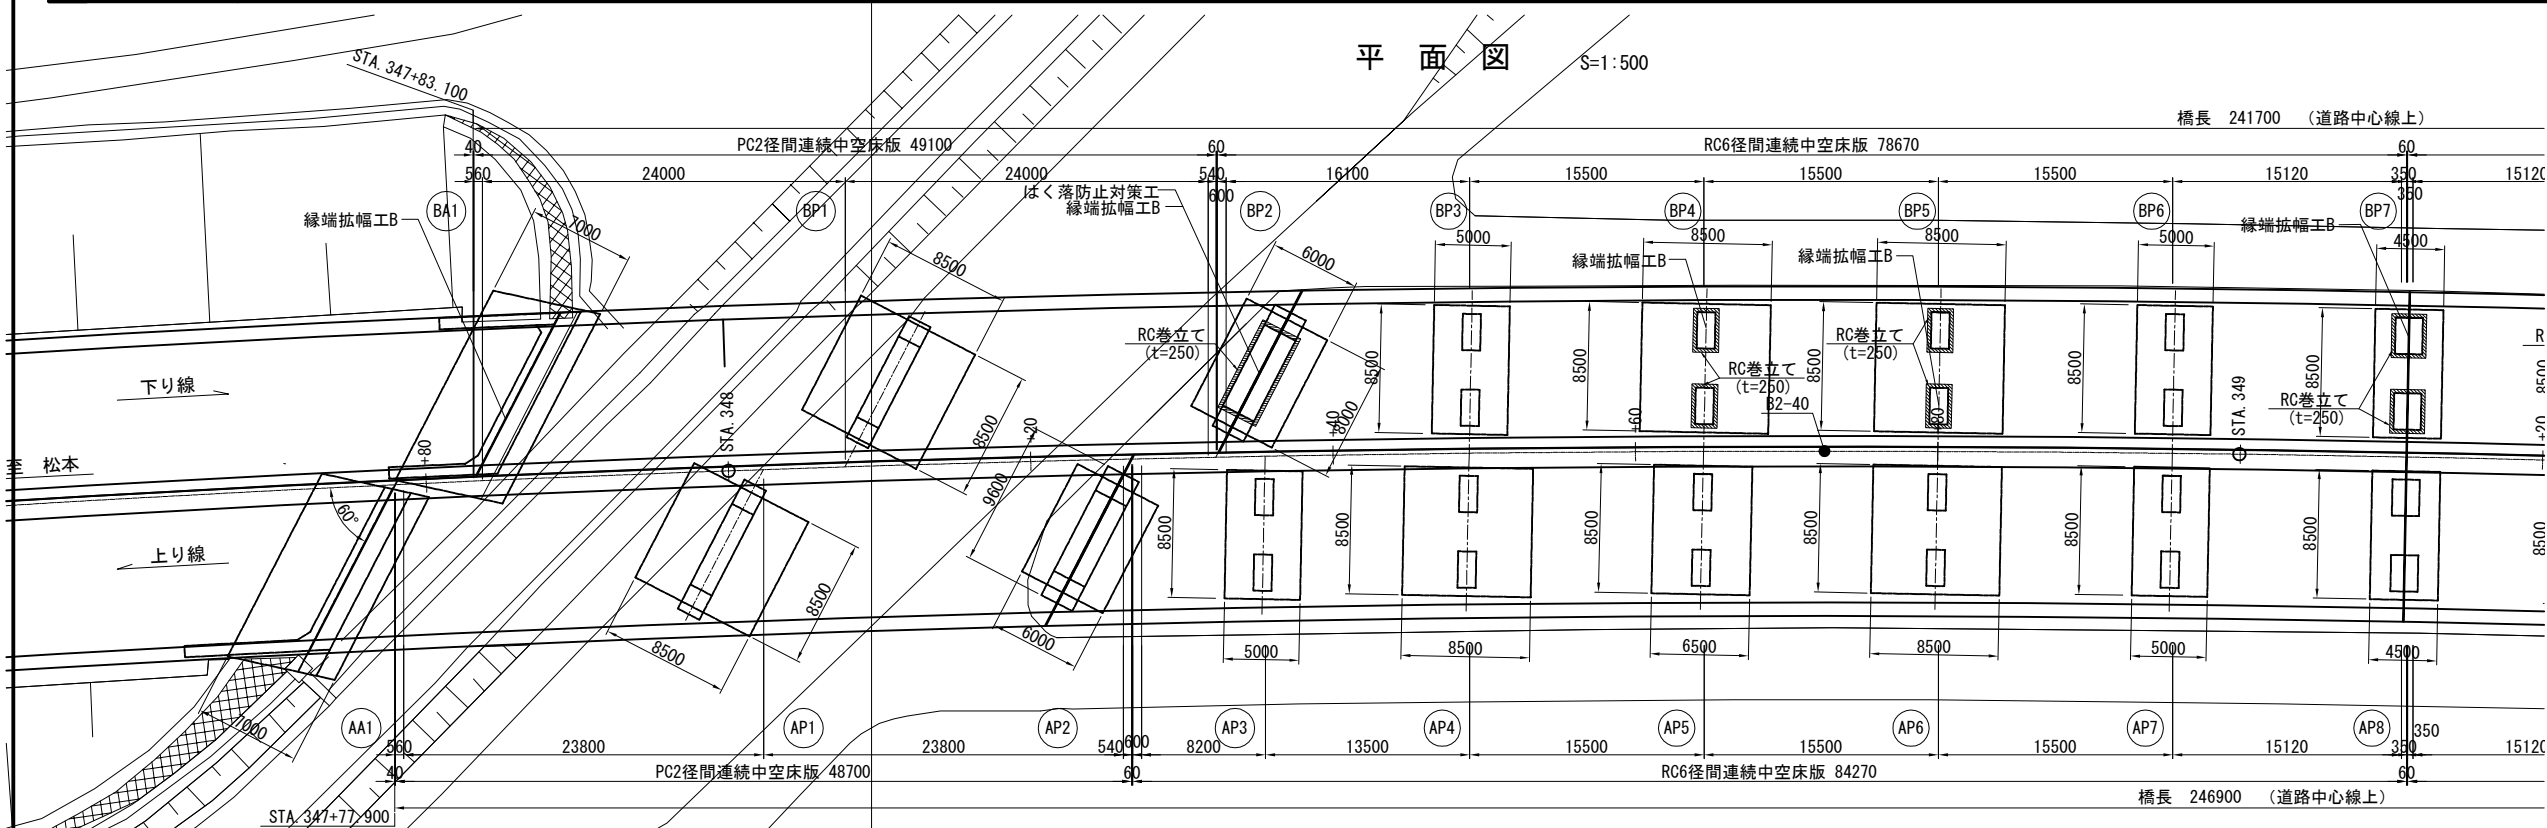 平 面 図
S=1:500
STA. 347+83. 100
橋長 241700 （道路中心線上）
40
PC2径間連続中空床版 49100
60
RC6径間連続中空床版 78670
60
560
24000
24000
540
600
16100
15500
15500
15500
15120
350
350
15120
BA1
BP1
BP2
BP3
BP4
BP5
BP6
BP7
はく落防止対策工
縁端拡幅工B
縁端拡幅工B
縁端拡幅工B
縁端拡幅工B
縁端拡幅工B
7000
8500
6000
5000
8500
8500
5000
4500
RC巻立て
(t=250)
RC巻立て
(t=250)
RC巻立て
(t=250)
RC巻立て
(t=250)
R
8500
8500
8500
8500
8500
8500
8500
8000
下り線
STA. 348
B2-40
STA. 349
至 松本
+80
+20
+40
+60
+80
+20
60°
9600
上り線
8500
8500
8500
8500
8500
8500
8500
8500
8500
6000
5000
8500
6500
8500
5000
4500
7000
AA1
AP1
AP2
AP3
AP4
AP5
AP6
AP7
AP8
560
23800
23800
540
600
8200
13500
15500
15500
15500
15120
350
350
15120
40
PC2径間連続中空床版 48700
60
RC6径間連続中空床版 84270
60
橋長 246900 （道路中心線上）
STA. 347+77. 900